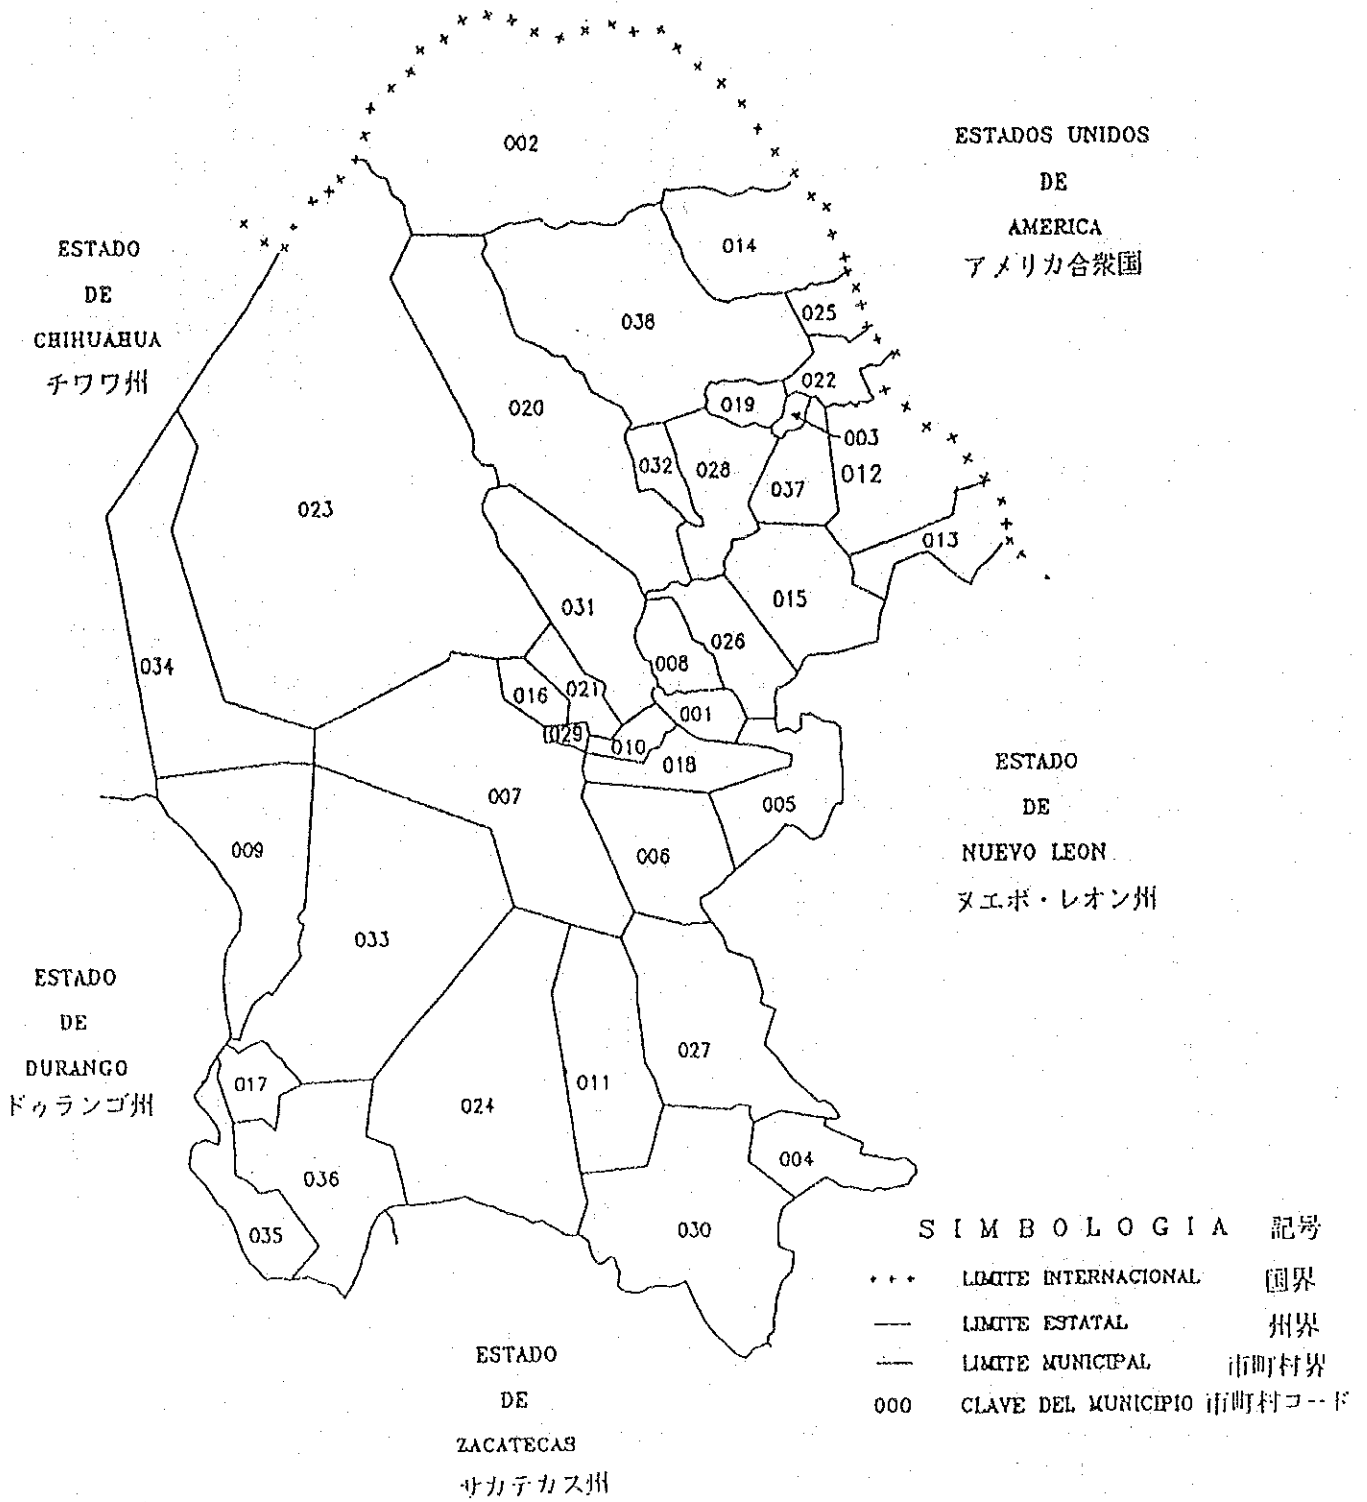 002
ESTADOS UNIDOS
DE
AMERICA
アメリカ合衆国
014
ESTADO
DE
CHIHUAHUA
チワワ州
025
038
022
019
020
003
032
028
012
037
023
013
031
015
026
008
034
016
021
001
029
010
018
007
005
009
006
ESTADO
DE
NUEVO LEON
ヌエボ・レオン州
033
ESTADO
DE
DURANGO
ドゥランゴ州
027
017
011
024
004
036
035
030
SIMBOLOGIA 記号
+++ LIMITE INTERNACIONAL 国界
— LIMITE ESTATAL 州界
— LIMITE MUNICIPAL 市町村界
000 CLAVE DEL MUNICIPIO 市町村コード
ESTADO
DE
ZACATECAS
サカテカス州